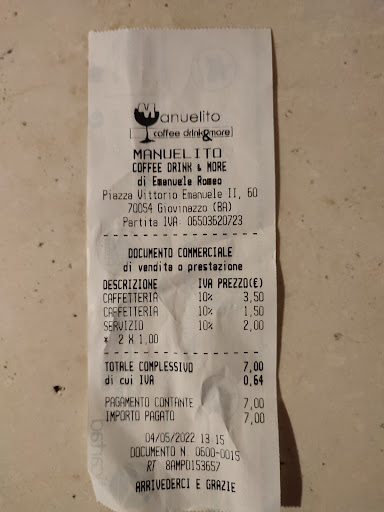 Manuelito
coffee drink&more
MANUELITO
COFFEE DRINK & MORE
di Emanuele Romeo
Piazza Vittorio Emanuele II, 60
70054 Giovinazzo (BA)
Partita IVA 06503620723
DOCUMENTO COMMERCIALE
di vendita o prestazione
DESCRIZIONE IVA PREZZO(€)
CAFFETTERIA 10% 3,50
CAFFETTERIA 10% 1,50
SERVIZIO 10% 2,00
* 2 X 1,00
TOTALE COMPLESSIVO 7,00
di cui IVA 0,64
PAGAMENTO CONTANTE 7,00
IMPORTO PAGATO 7,00
04/05/2022 13:15
DOCUMENTO N. 0600-0015
RT 8AMPD153657
ARRIVEDERCI E GRAZIE